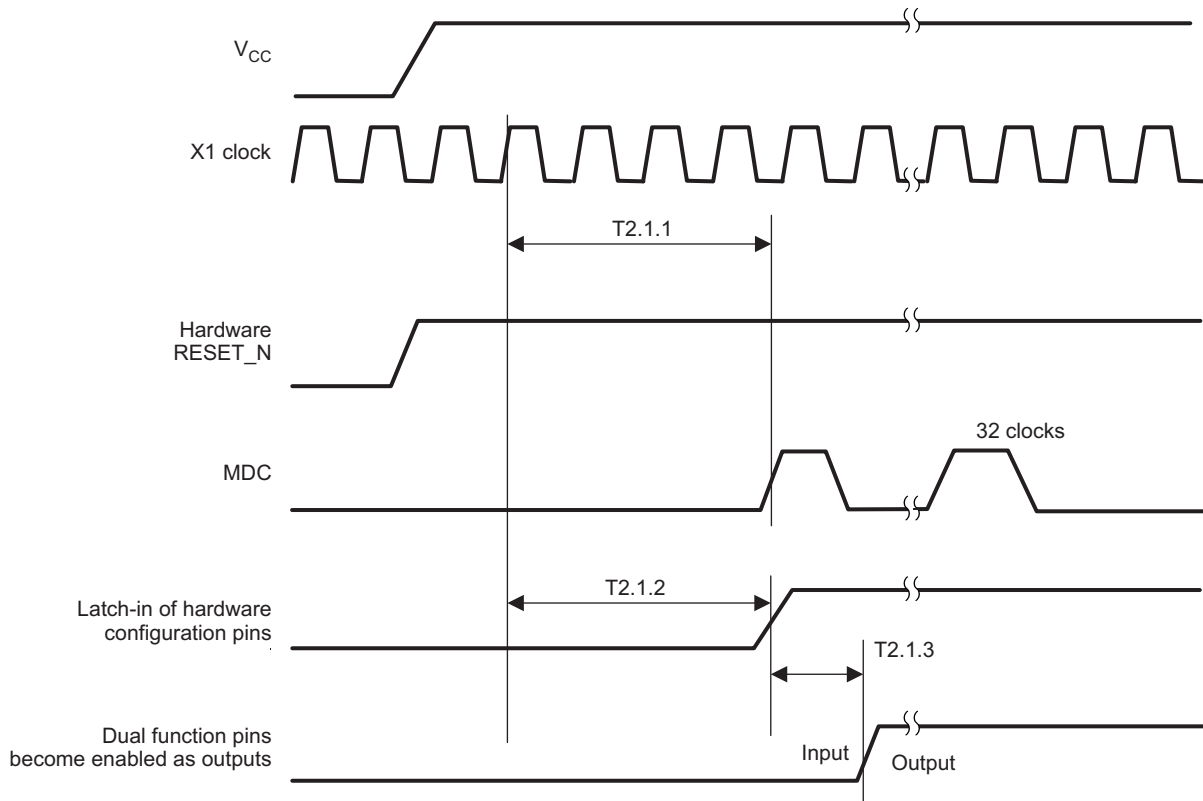 V_CC
X1 clock
T2.1.1
Hardware
RESET_N
32 clocks
MDC
T2.1.2
Latch-in of hardware
configuration pins
T2.1.3
Dual function pins
become enabled as outputs
Input
Output